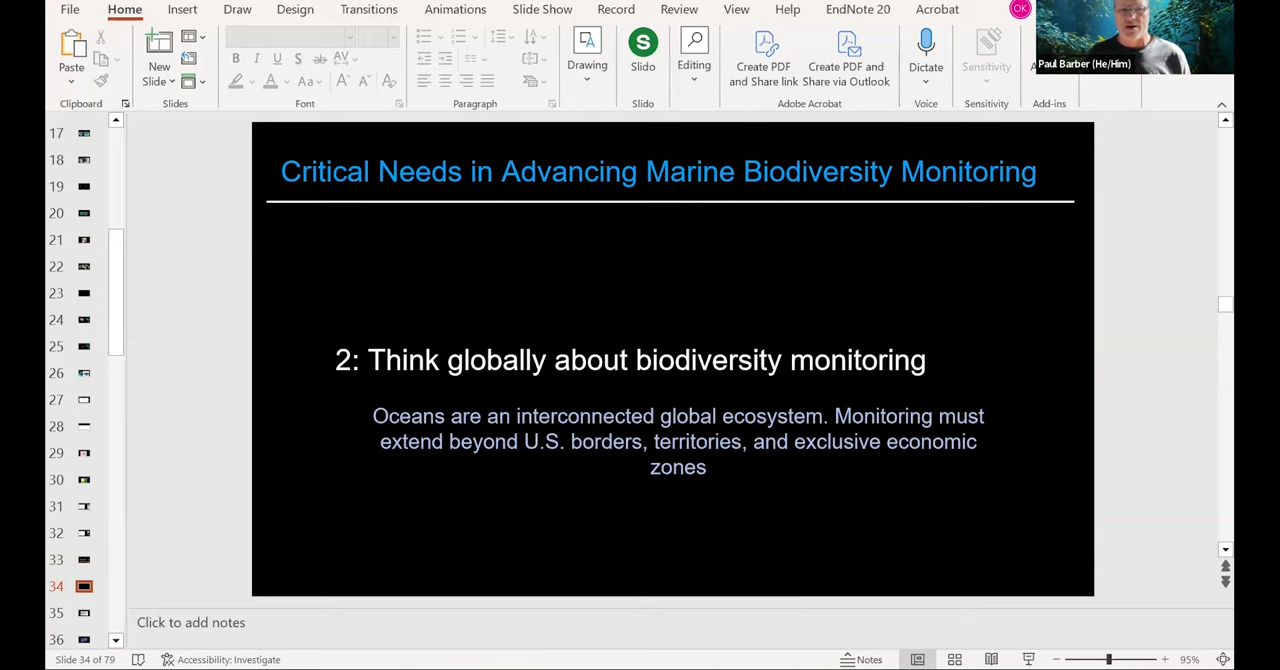 File Home Insert Draw Design Transitions Animations Slide Show Record Review View Help EndNote 20 Acrobat
OK
Paul Barber (He/Him)
Paste
New
Slide
Drawing
S
Slido
Editing
Create PDF
and Share link
Create PDF and
Share via Outlook
Dictate
Sensitivity
B I U S ab AV
A Aa A A
Clipboard Slides Font Paragraph Slido Adobe Acrobat Voice Sensitivity Add-ins
17
18
19
20
21
22
23
24
25
26
27
28
29
30
31
32
33
34
35
36
Critical Needs in Advancing Marine Biodiversity Monitoring
2: Think globally about biodiversity monitoring
Oceans are an interconnected global ecosystem. Monitoring must
extend beyond U.S. borders, territories, and exclusive economic
zones
Click to add notes
Slide 34 of 79 Accessibility: Investigate Notes 95%